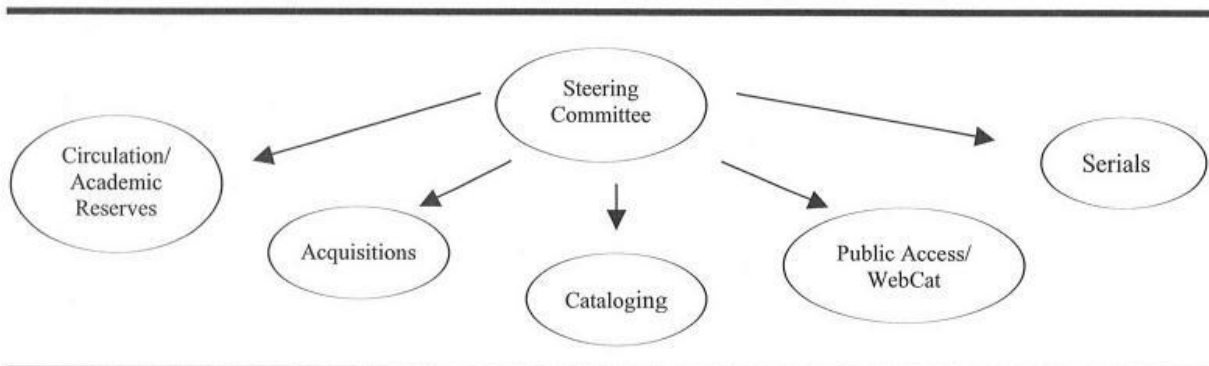 Steering
Committee
Circulation/
Academic
Reserves
Acquisitions
Cataloging
Public Access/
WebCat
Serials